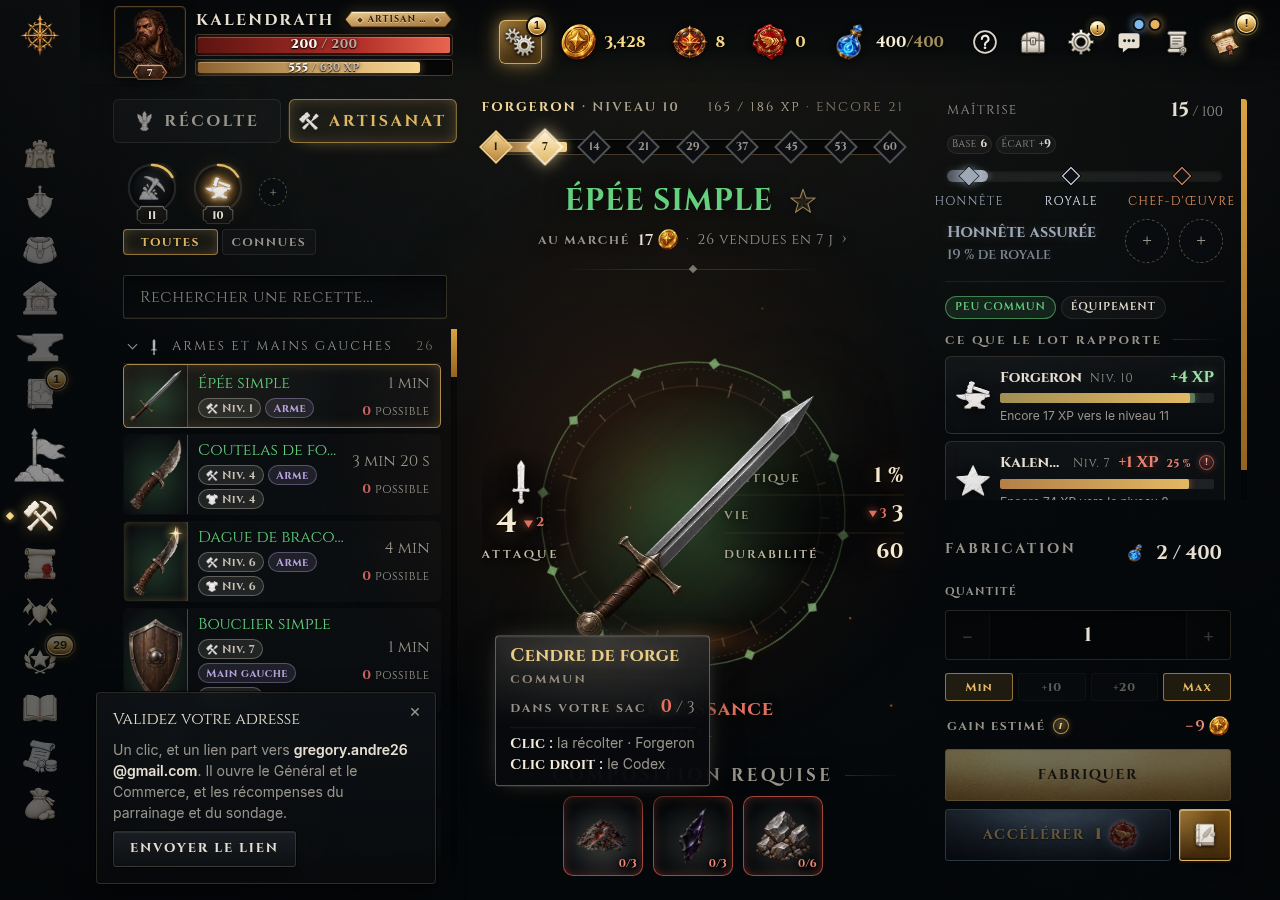 KALENDRATH
ARTISAN ...
200 / 200
555 / 630 XP
7
1
3,428
8
0
400/400
RÉCOLTE
ARTISANAT
11
10
+
TOUTES
CONNUES
Rechercher une recette...
ARMES ET MAINS GAUCHES
26
ÉPÉE SIMPLE
1 MIN
Niv. 1
Arme
0 POSSIBLE
COUTELAS DE FO...
3 MIN 20 S
Niv. 4
Arme
Niv. 4
0 POSSIBLE
DAGUE DE BRACO...
4 MIN
Niv. 6
Arme
Niv. 6
0 POSSIBLE
BOUCLIER SIMPLE
1 MIN
Niv. 7
Main gauche
0 POSSIBLE
1
29
Validez votre adresse
Un clic, et un lien part vers gregory.andre26
@gmail.com. Il ouvre le Général et le
Commerce, et les récompenses du
parrainage et du sondage.
ENVOYER LE LIEN
FORGERON · NIVEAU 10
165 / 186 XP · ENCORE 21
1
7
14
21
29
37
45
53
60
ÉPÉE SIMPLE
AU MARCHÉ 17 · 26 VENDUES EN 7 J ›
4 ▼2
ATTAQUE
TIQUE
1 %
VIE
▼3 3
DURABILITÉ
60
Cendre de forge
COMMUN
DANS VOTRE SAC 0 / 3
Clic : la récolter · Forgeron
Clic droit : le Codex
SANCE
REQUISE
0/3
0/3
0/6
MAÎTRISE
15 / 100
Base 6
Écart +9
HONNÊTE
ROYALE
CHEF-D'ŒUVRE
Honnête assurée
19 % DE ROYALE
+
+
PEU COMMUN
ÉQUIPEMENT
CE QUE LE LOT RAPPORTE
Forgeron Niv. 10
+4 XP
Encore 17 XP vers le niveau 11
Kalen... Niv. 7
+1 XP 25 % !
FABRICATION
2 / 400
QUANTITÉ
−
1
+
Min
+10
+20
Max
GAIN ESTIMÉ
−9
FABRIQUER
ACCÉLÉRER 1